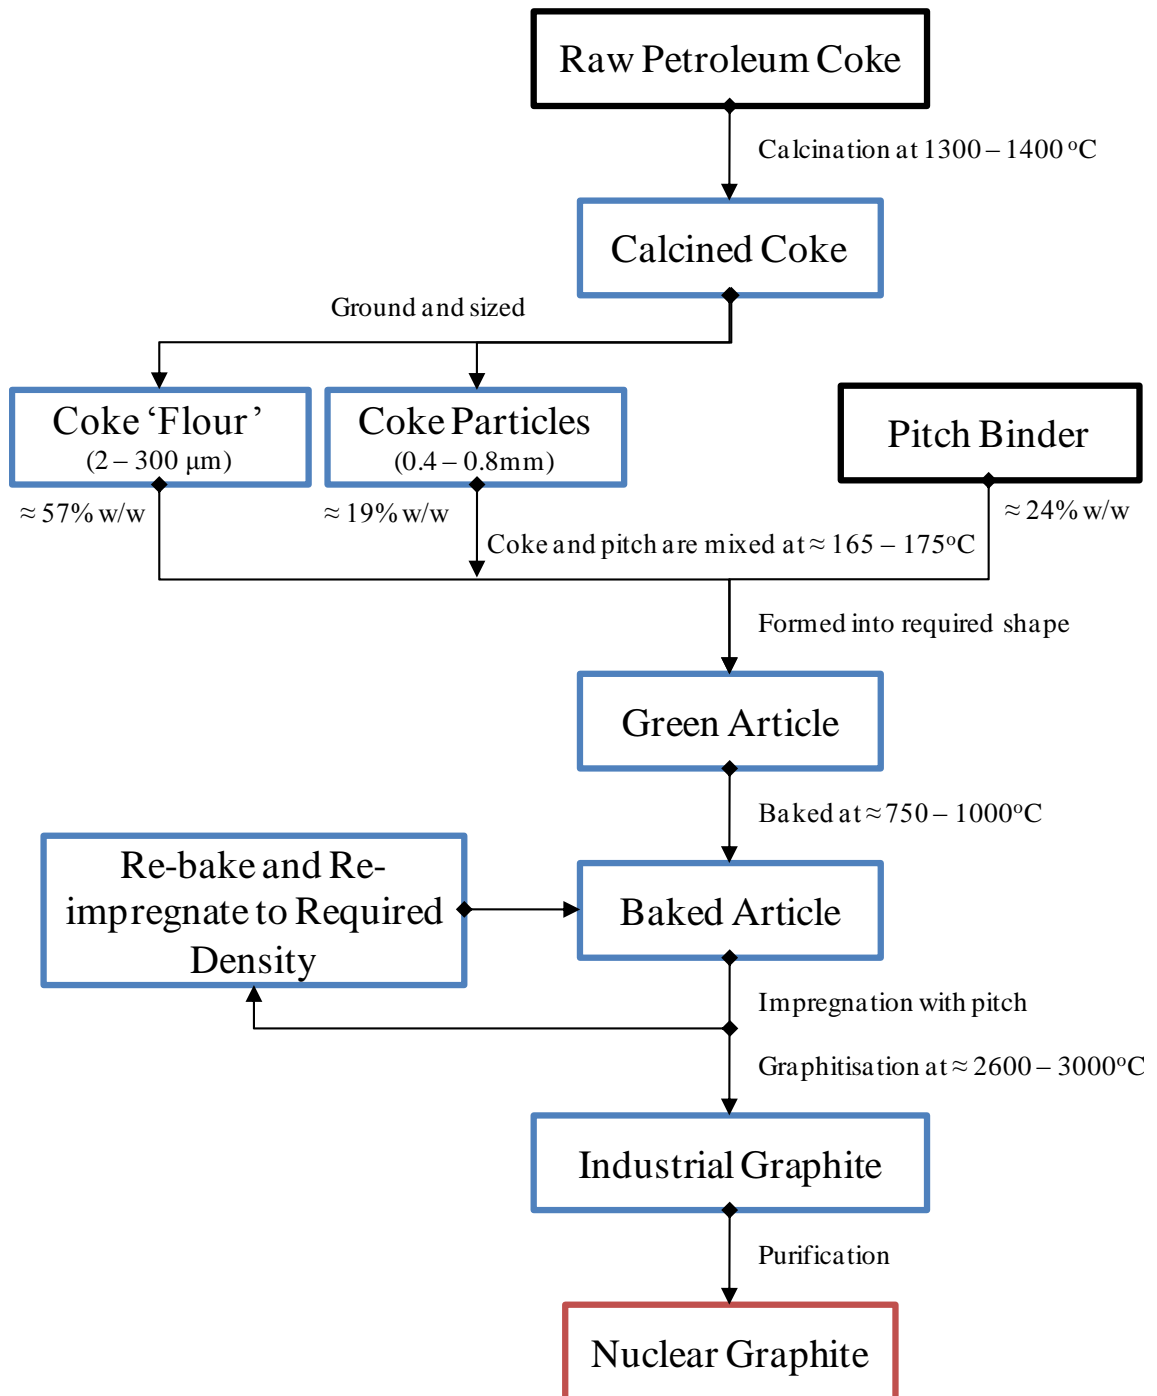 Raw Petroleum Coke
Calcination at 1300 – 1400 °C
Calcined Coke
Ground and sized
Coke ‘Flour’
(2 – 300 μm)
Coke Particles
(0.4 – 0.8mm)
Pitch Binder
≈ 57% w/w
≈ 19% w/w
≈ 24% w/w
Coke and pitch are mixed at ≈ 165 – 175°C
Formed into required shape
Green Article
Baked at ≈ 750 – 1000°C
Re-bake and Re-
impregnate to Required
Density
Baked Article
Impregnation with pitch
Graphitisation at ≈ 2600 – 3000°C
Industrial Graphite
Purification
Nuclear Graphite